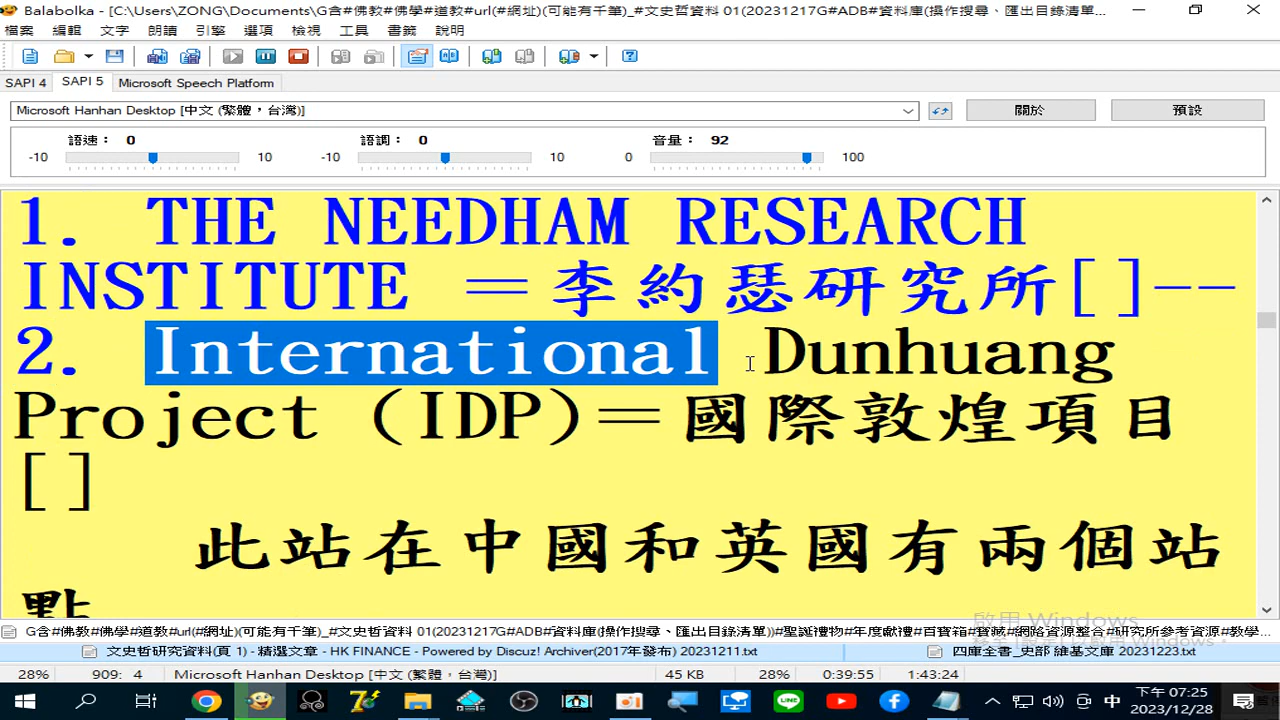 Balabolka - [C:\Users\ZONG\Documents\G含#佛教#佛學#道教#url(#網址)(可能有千筆)_#文史哲資料 01(20231217G#ADB#資料庫(操作搜尋、匯出目錄清單...
檔案 編輯 文字 朗讀 引擎 選項 檢視 工具 書籤 說明
SAPI 4 SAPI 5 Microsoft Speech Platform
Microsoft Hanhan Desktop [中文 (繁體，台灣)] 關於 預設
語速： 0 語調： 0 音量： 92
-10 10 -10 10 0 100
1. THE NEEDHAM RESEARCH
INSTITUTE ＝李約瑟研究所[]--
2. International Dunhuang
Project (IDP)＝國際敦煌項目
[]
此站在中國和英國有兩個站
點
啟用 Windows
G含#佛教#佛學#道教#url(#網址)(可能有千筆)_#文史哲資料 01(20231217G#ADB#資料庫(操作搜尋、匯出目錄清單))#聖誕禮物#年度獻禮#百寶箱#寶藏#網路資源整合#研究所參考資源#教學...
文史哲研究資料(頁 1) - 精選文章 - HK FINANCE - Powered by Discuz! Archiver(2017年發布) 20231211.txt 四庫全書_史部 維基文庫 20231223.txt
28% 909: 4 Microsoft Hanhan Desktop [中文 (繁體，台灣)] 45 KB 28% 0:39:55 1:43:24
中 下午 07:25
2023/12/28